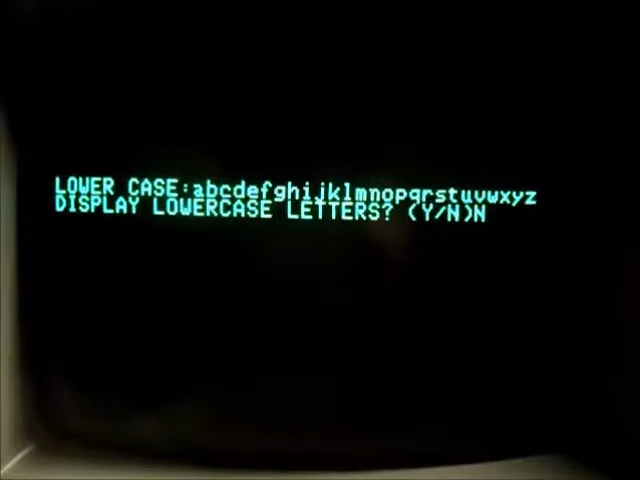 LOWER CASE:abcdefghijklmnopqrstuvwxyz
DISPLAY LOWERCASE LETTERS? (Y/N)N